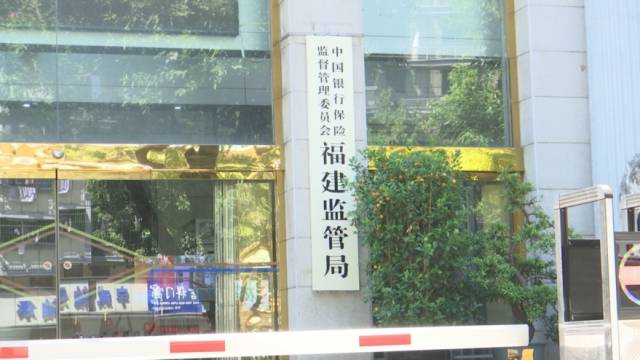 中国银行保险
监督管理委员会
福建监管局